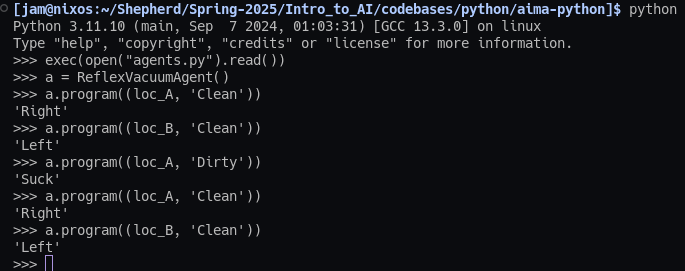 [jam@nixos:~/Shepherd/Spring-2025/Intro_to_AI/codebases/python/aima-python]$ python
Python 3.11.10 (main, Sep  7 2024, 01:03:31) [GCC 13.3.0] on linux
Type "help", "copyright", "credits" or "license" for more information.
>>> exec(open("agents.py").read())
>>> a = ReflexVacuumAgent()
>>> a.program((loc_A, 'Clean'))
'Right'
>>> a.program((loc_B, 'Clean'))
'Left'
>>> a.program((loc_A, 'Dirty'))
'Suck'
>>> a.program((loc_A, 'Clean'))
'Right'
>>> a.program((loc_B, 'Clean'))
'Left'
>>>